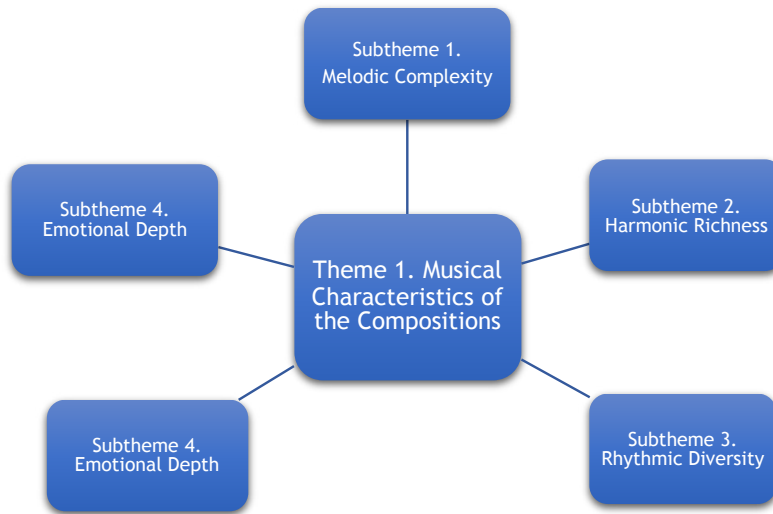 Subtheme 1.
Melodic Complexity
Subtheme 4.
Emotional Depth
Subtheme 2.
Harmonic Richness
Theme 1. Musical
Characteristics of
the Compositions
Subtheme 4.
Emotional Depth
Subtheme 3.
Rhythmic Diversity